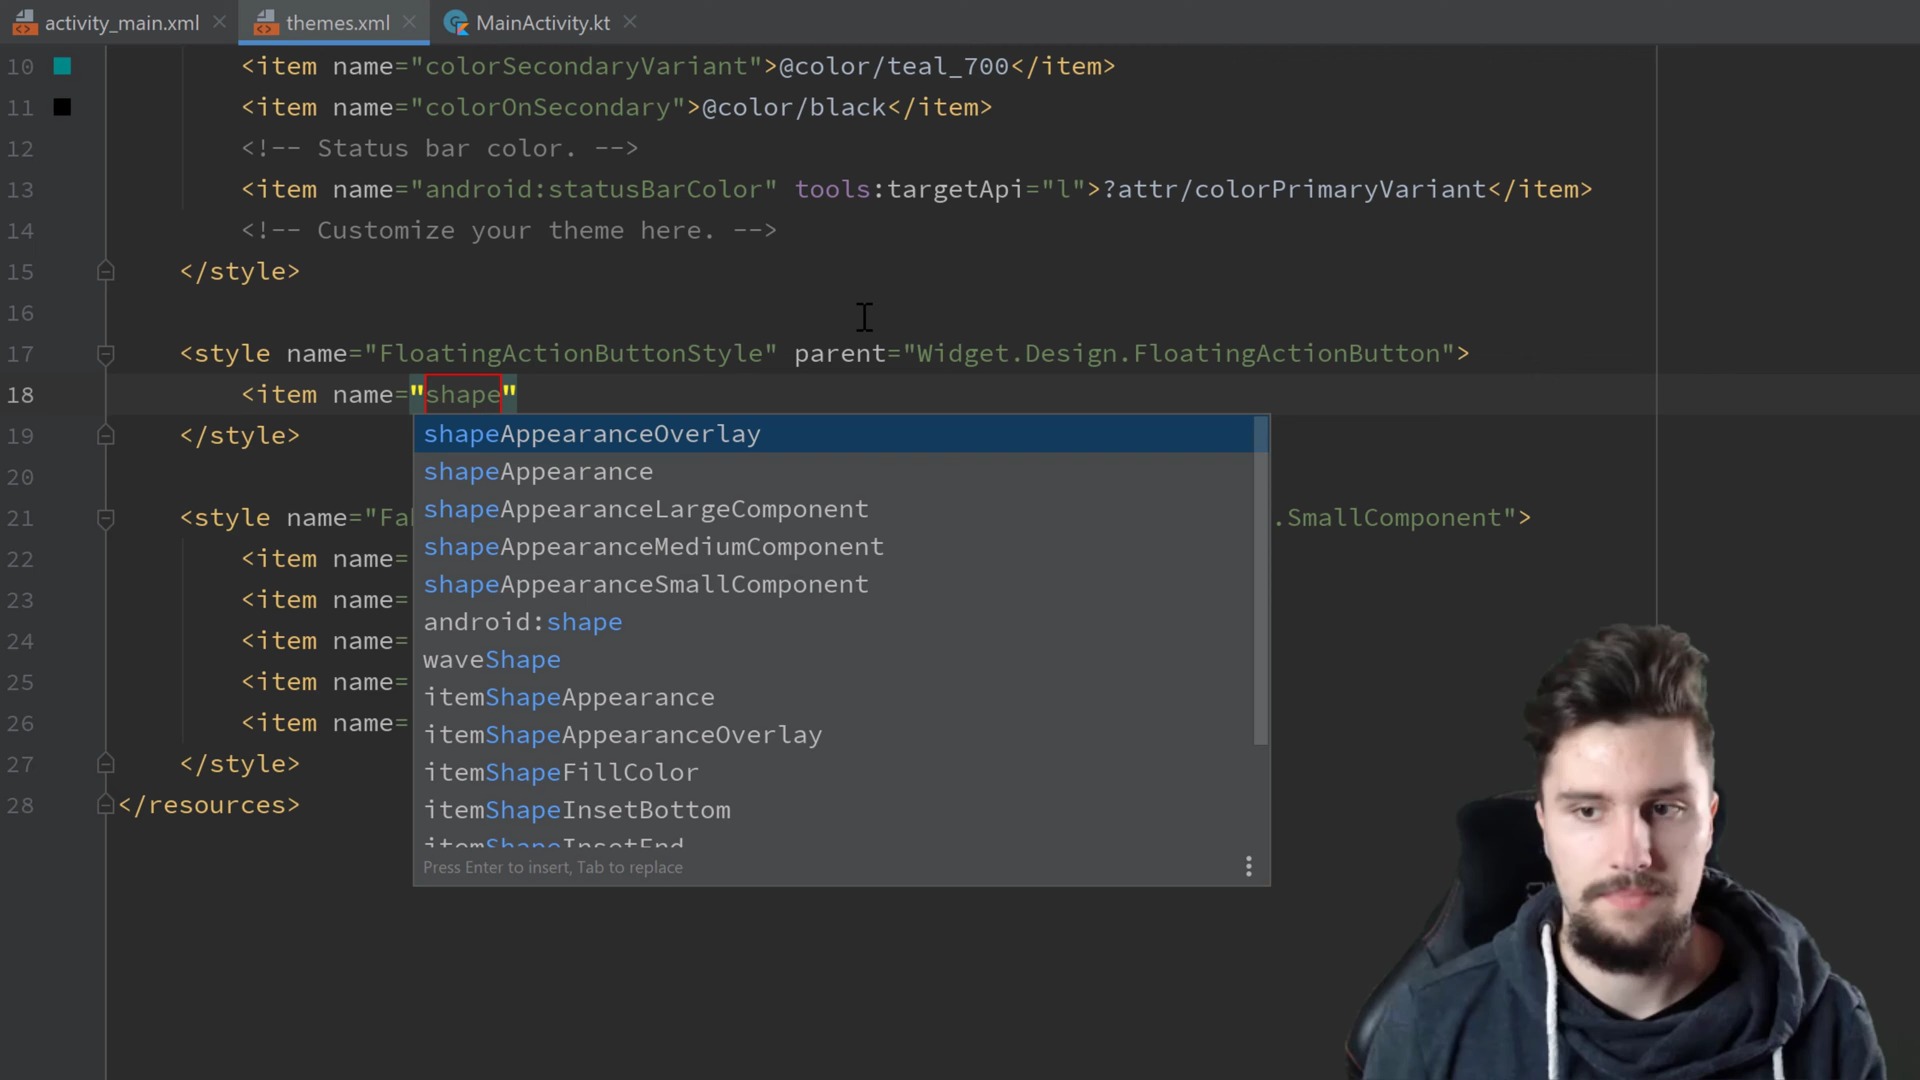 activity_main.xml themes.xml MainActivity.kt
10 <item name="colorSecondaryVariant">@color/teal_700</item>
11 <item name="colorOnSecondary">@color/black</item>
12 <!-- Status bar color. -->
13 <item name="android:statusBarColor" tools:targetApi="l">?attr/colorPrimaryVariant</item>
14 <!-- Customize your theme here. -->
15 </style>
16
17 <style name="FloatingActionButtonStyle" parent="Widget.Design.FloatingActionButton">
18 <item name="shape"
19 </style>
20
21 <style name="Fa .SmallComponent">
22 <item name=
23 <item name=
24 <item name=
25 <item name=
26 <item name=
27 </style>
28 </resources>
shapeAppearanceOverlay
shapeAppearance
shapeAppearanceLargeComponent
shapeAppearanceMediumComponent
shapeAppearanceSmallComponent
android:shape
waveShape
itemShapeAppearance
itemShapeAppearanceOverlay
itemShapeFillColor
itemShapeInsetBottom
itemShapeInsetEnd
Press Enter to insert, Tab to replace